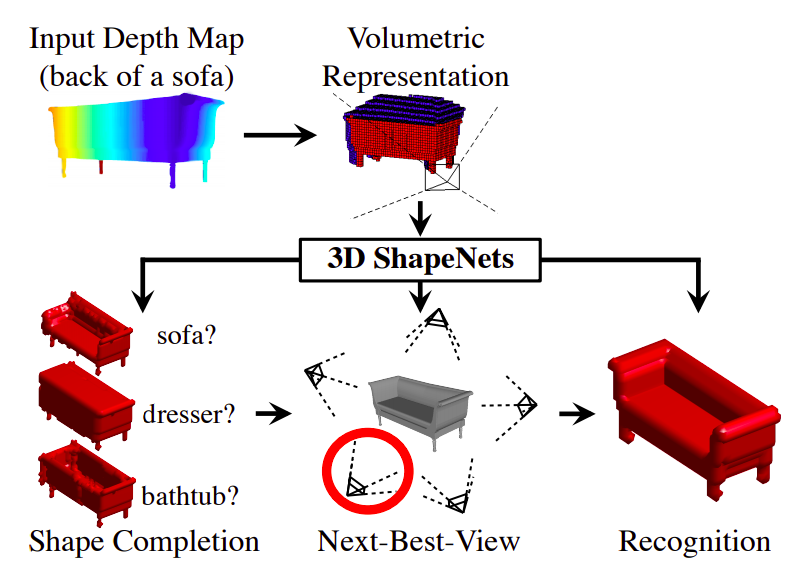 Input Depth Map
(back of a sofa)
Volumetric
Representation
3D ShapeNets
sofa?
dresser?
bathtub?
Shape Completion
Next-Best-View
Recognition